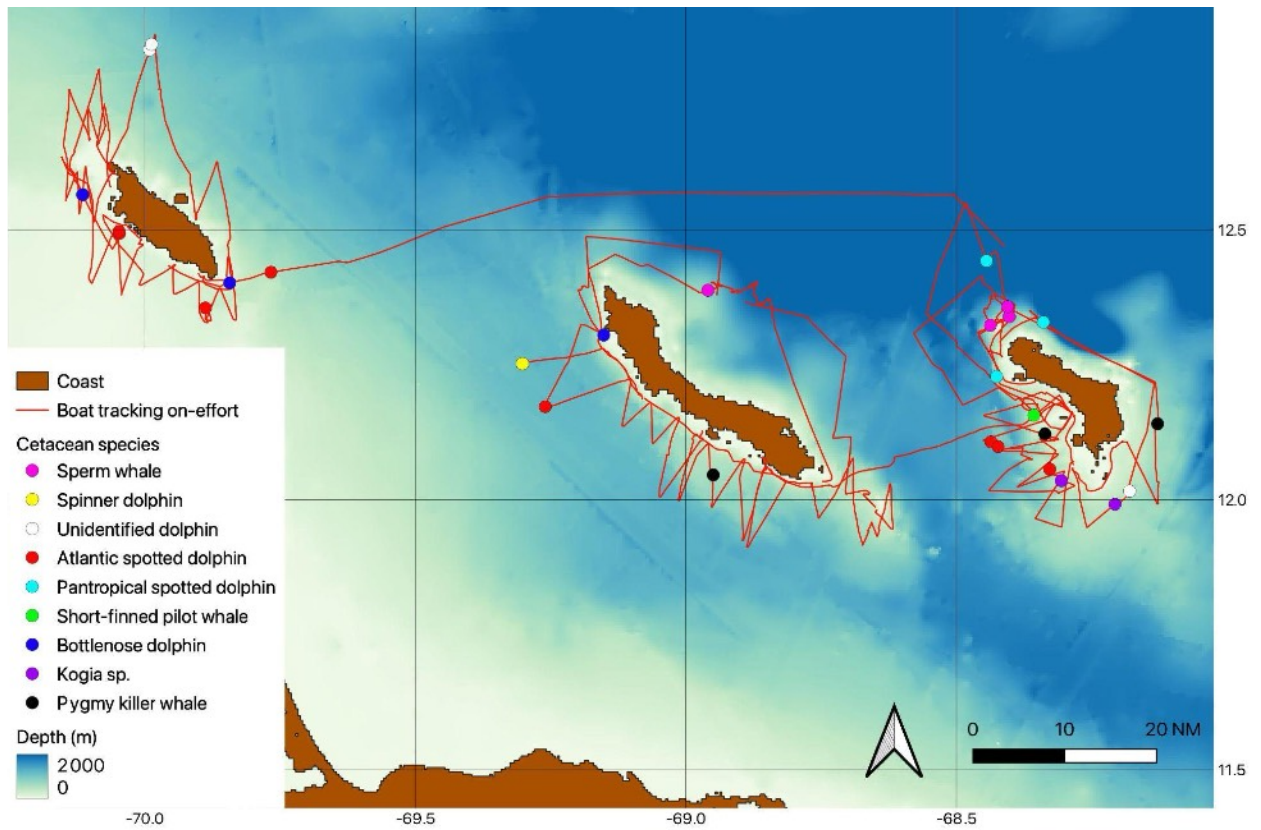 12.5
Coast
Boat tracking on-effort
Cetacean species
Sperm whale
Spinner dolphin
Unidentified dolphin
Atlantic spotted dolphin
Pantropical spotted dolphin
Short-finned pilot whale
Bottlenose dolphin
Kogia sp.
Pygmy killer whale
Depth (m)
2000
0
12.0
0 10 20 NM
11.5
-70.0 -69.5 -69.0 -68.5